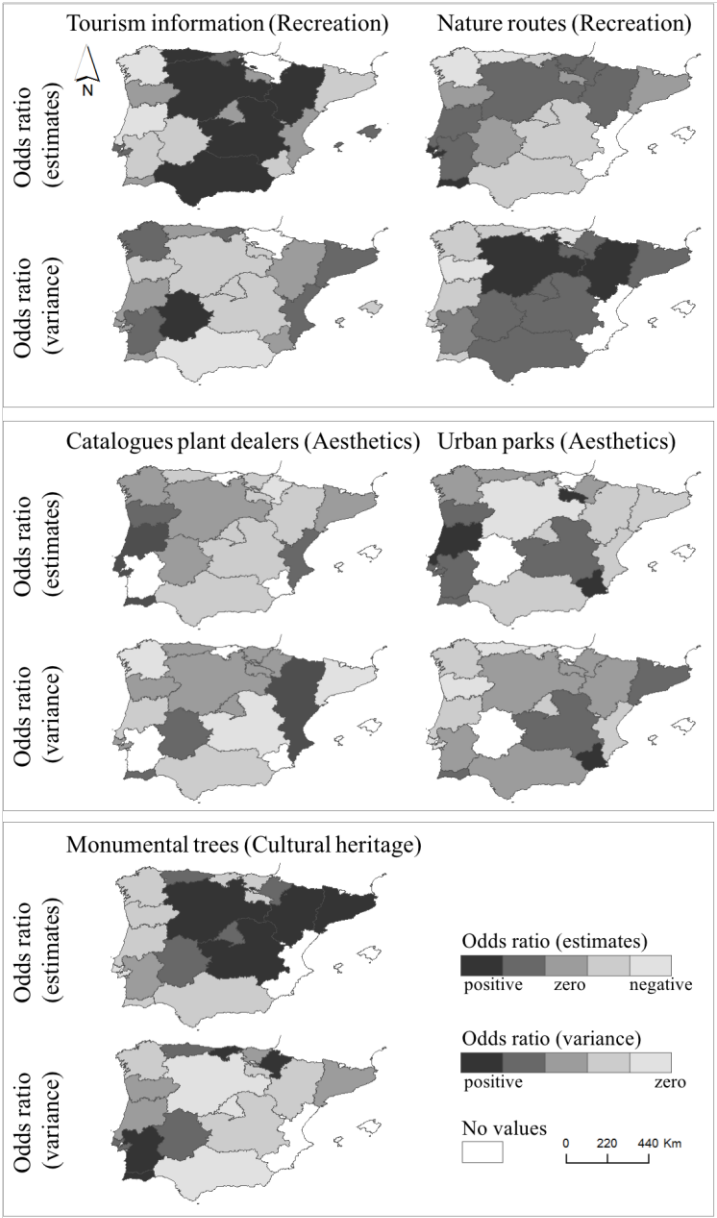 Tourism information (Recreation)
Nature routes (Recreation)
N
Odds ratio
(estimates)
Odds ratio
(variance)
Catalogues plant dealers (Aesthetics)
Urban parks (Aesthetics)
Odds ratio
(estimates)
Odds ratio
(variance)
Monumental trees (Cultural heritage)
Odds ratio
(estimates)
Odds ratio
(variance)
Odds ratio (estimates)
positive zero negative
Odds ratio (variance)
positive zero
No values
0 220 440 Km